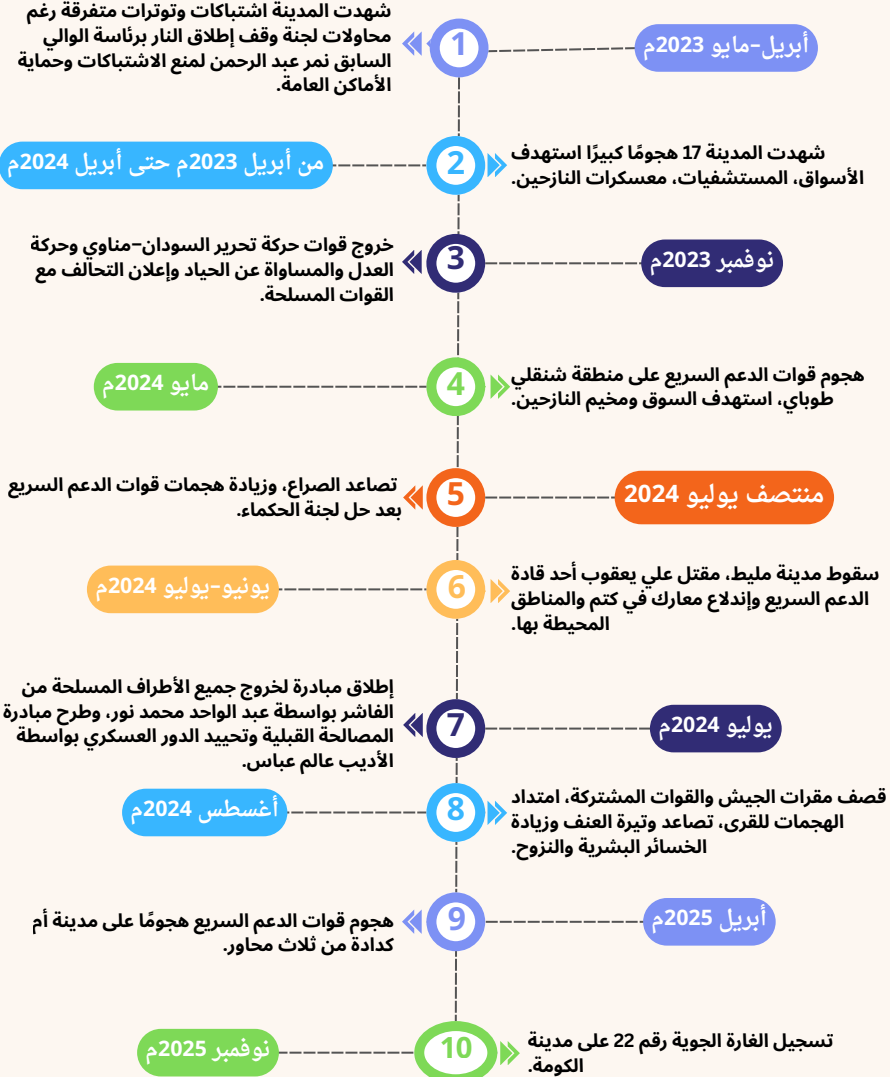 أبريل-مايو 2023م
1
شهدت المدينة اشتباكات وتوترات متفرقة رغم
محاولات لجنة وقف إطلاق النار برئاسة الوالي
السابق نمر عبد الرحمن لمنع الاشتباكات وحماية
الأماكن العامة.
من أبريل 2023م حتى أبريل 2024م
2
شهدت المدينة 17 هجومًا كبيرًا استهدف
الأسواق، المستشفيات، معسكرات النازحين.
نوفمبر 2023م
3
خروج قوات حركة تحرير السودان-مناوي وحركة
العدل والمساواة عن الحياد وإعلان التحالف مع
القوات المسلحة.
مايو 2024م
4
هجوم قوات الدعم السريع على منطقة شنقلي
طوباي، استهدف السوق ومخيم النازحين.
منتصف يوليو 2024
5
تصاعد الصراع، وزيادة هجمات قوات الدعم السريع
بعد حل لجنة الحكماء.
يونيو-يوليو 2024م
6
سقوط مدينة مليط، مقتل علي يعقوب أحد قادة
الدعم السريع وإندلاع معارك في كتم والمناطق
المحيطة بها.
يوليو 2024م
7
إطلاق مبادرة لخروج جميع الأطراف المسلحة من
الفاشر بواسطة عبد الواحد محمد نور، وطرح مبادرة
المصالحة القبلية وتحييد الدور العسكري بواسطة
الأديب عالم عباس.
أغسطس 2024م
8
قصف مقرات الجيش والقوات المشتركة، امتداد
الهجمات للقرى، تصاعد وتيرة العنف وزيادة
الخسائر البشرية والنزوح.
أبريل 2025م
9
هجوم قوات الدعم السريع هجومًا على مدينة أم
كدادة من ثلاث محاور.
نوفمبر 2025م
10
تسجيل الغارة الجوية رقم 22 على مدينة
الكومة.